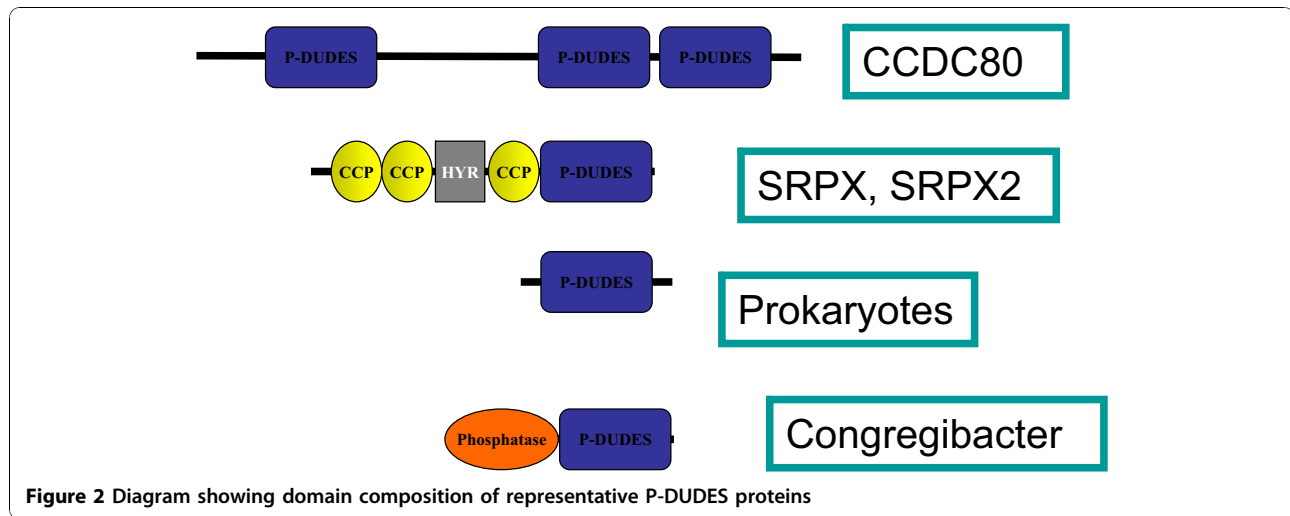 P-DUDES P-DUDES P-DUDES CCDC80
CCP CCP HYR CCP P-DUDES SRPX, SRPX2
P-DUDES Prokaryotes
Phosphatase P-DUDES Congregibacter
Figure 2 Diagram showing domain composition of representative P-DUDES proteins